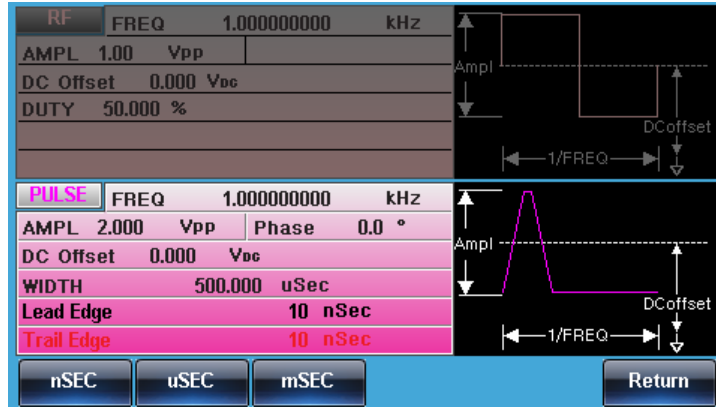 RF FREQ 1.000000000 kHz
AMPL 1.00 Vpp
DC Offset 0.000 VDC
DUTY 50.000 %
Ampl
DCoffset
1/FREQ
PULSE FREQ 1.000000000 kHz
AMPL 2.000 Vpp Phase 0.0 °
DC Offset 0.000 VDC
WIDTH 500.000 uSec
Lead Edge 10 nSec
Trail Edge 10 nSec
Ampl
DCoffset
1/FREQ
nSEC uSEC mSEC Return